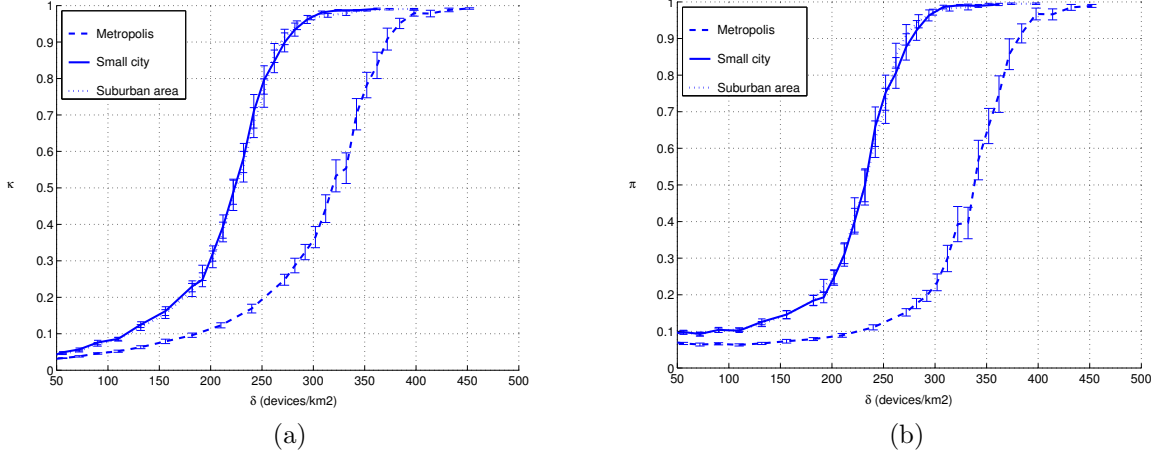 1
0.9
0.8
0.7
0.6
0.5
0.4
0.3
0.2
0.1
0
κ
Metropolis
Small city
Suburban area
50 100 150 200 250 300 350 400 450 500
δ (devices/km2)
(a)
1
0.9
0.8
0.7
0.6
0.5
0.4
0.3
0.2
0.1
0
π
Metropolis
Small city
Suburban area
50 100 150 200 250 300 350 400 450 500
δ (devices/km2)
(b)